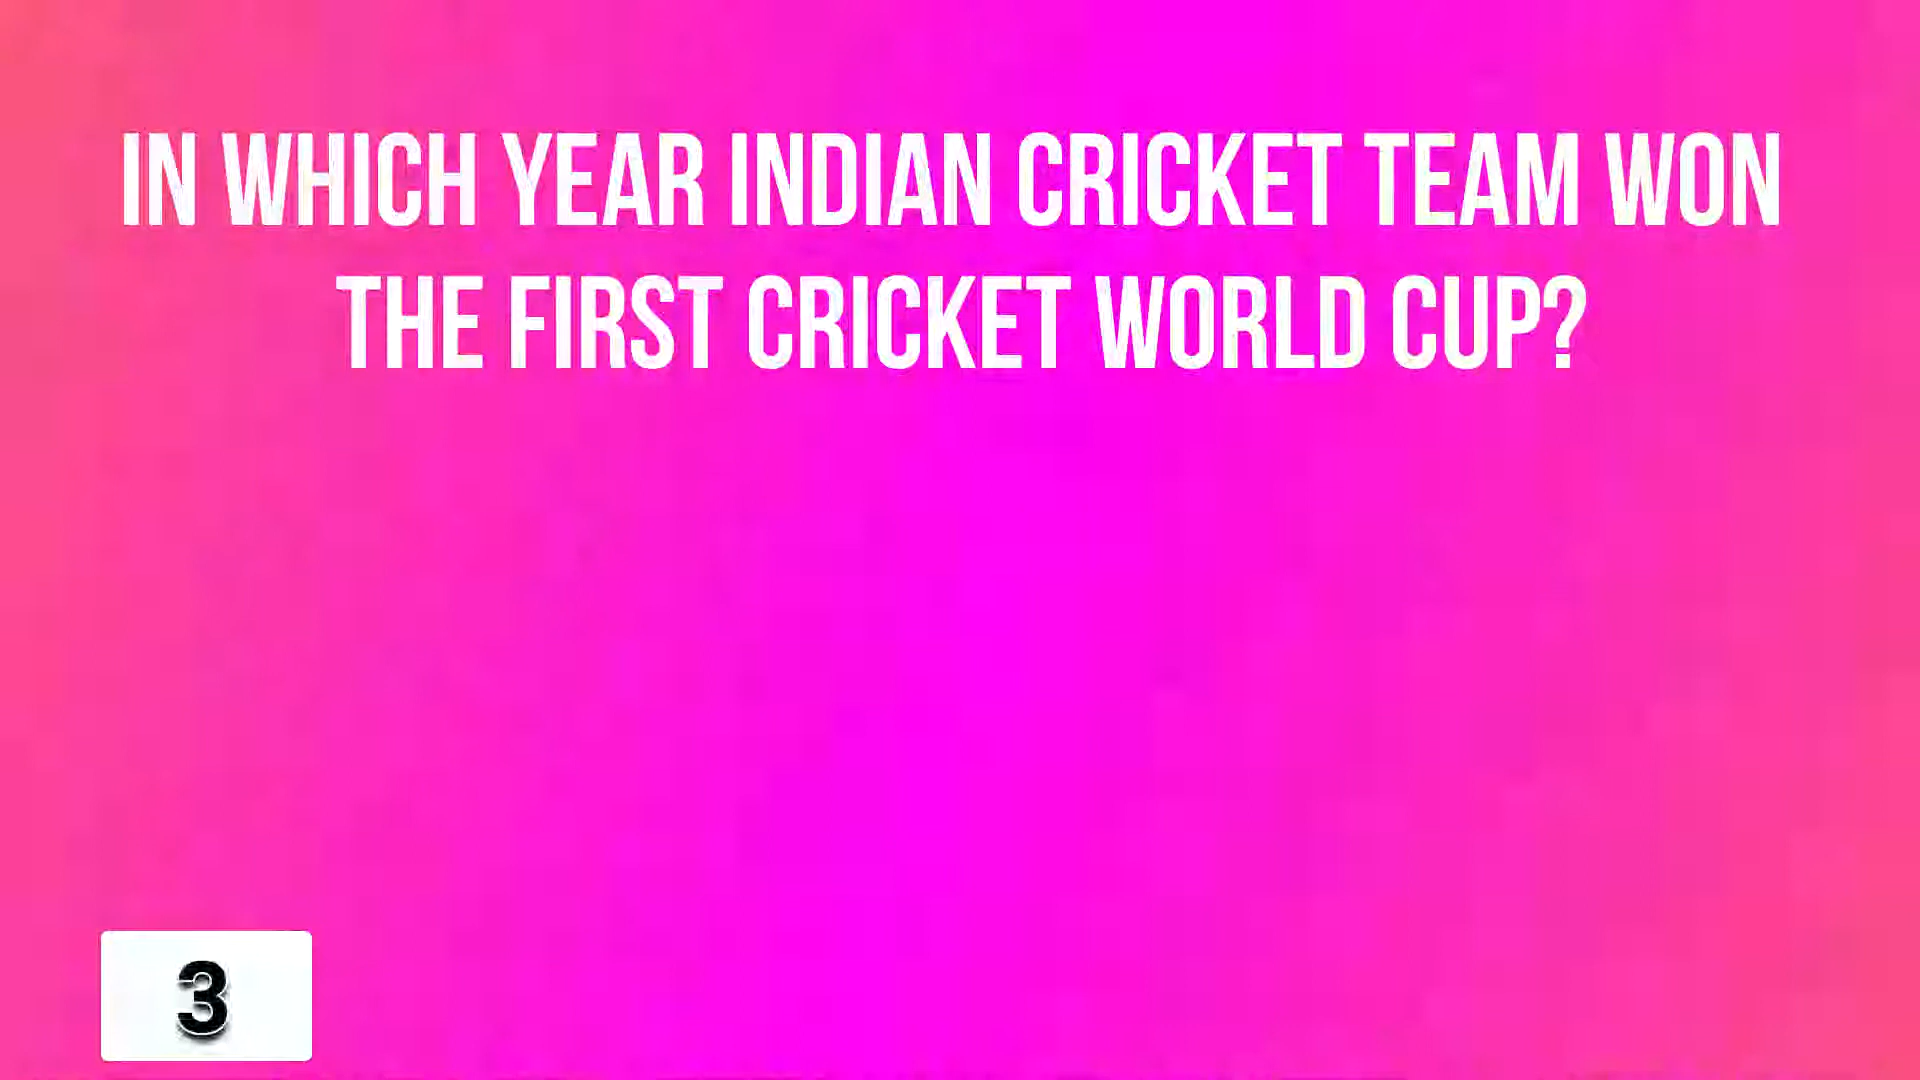 IN WHICH YEAR INDIAN CRICKET TEAM WON
THE FIRST CRICKET WORLD CUP?
3